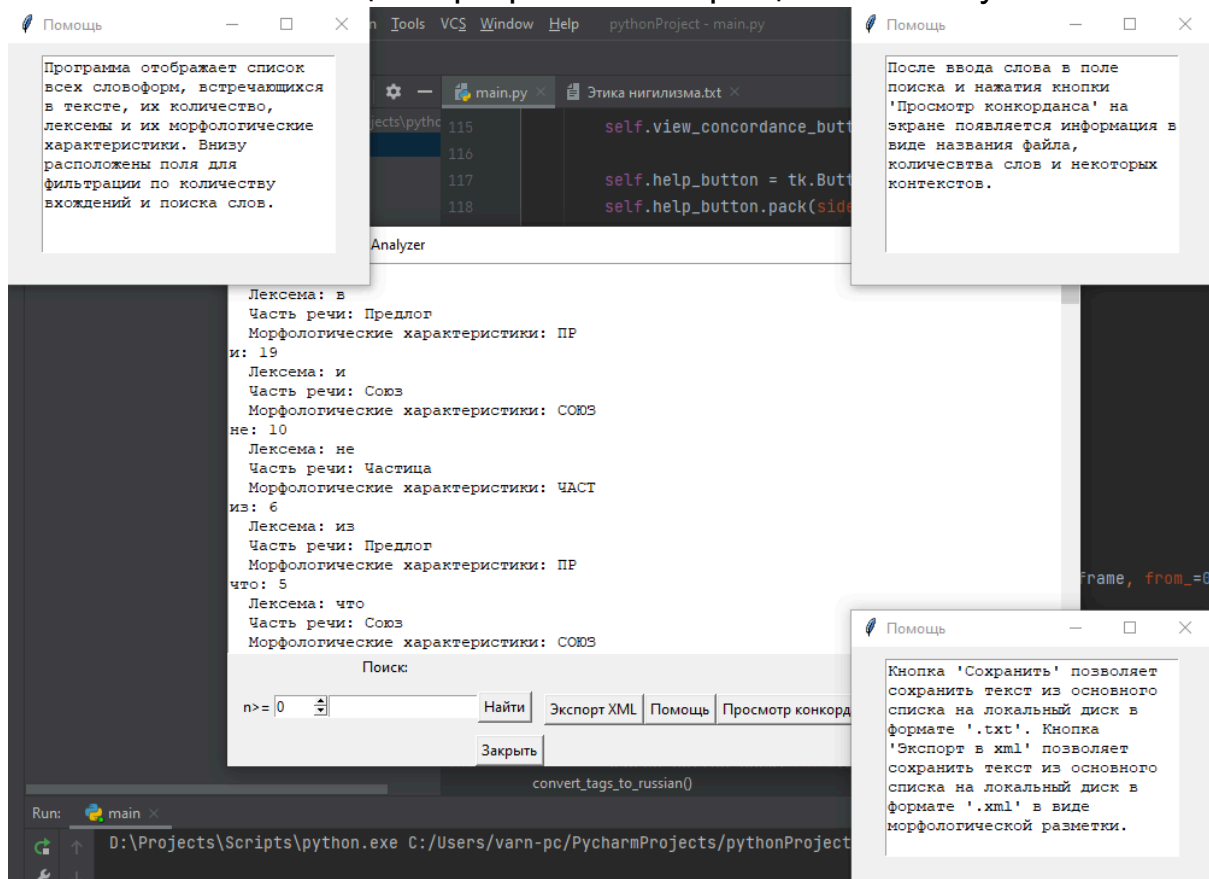 Помощь
Программа отображает список
всех словоформ, встречающихся
в тексте, их количество,
лексемы и их морфологические
характеристики. Внизу
расположены поля для
фильтрации по количеству
вхождений и поиска слов.
Tools VCS Window Help pythonProject - main.py
main.py Этика нигилизма.txt
115 self.view_concordance_butt
116
117 self.help_button = tk.Butt
118 self.help_button.pack(side
Помощь
После ввода слова в поле
поиска и нажатия кнопки
'Просмотр конкорданса' на
экране появляется информация в
виде названия файла,
количесвтва слов и некоторых
контекстов.
Analyzer
Лексема: в
Часть речи: Предлог
Морфологические характеристики: ПР
и: 19
Лексема: и
Часть речи: Союз
Морфологические характеристики: СОЮЗ
не: 10
Лексема: не
Часть речи: Частица
Морфологические характеристики: ЧАСТ
из: 6
Лексема: из
Часть речи: Предлог
Морфологические характеристики: ПР
что: 5
Лексема: что
Часть речи: Союз
Морфологические характеристики: СОЮЗ
Поиск:
n>= 0 Найти Экспорт XML Помощь Просмотр конкорд
Закрыть
frame, from_=0
Помощь
Кнопка 'Сохранить' позволяет
сохранить текст из основного
списка на локальный диск в
формате '.txt'. Кнопка
'Экспорт в xml' позволяет
сохранить текст из основного
списка на локальный диск в
формате '.xml' в виде
морфологической разметки.
convert_tags_to_russian()
Run: main
D:\Projects\Scripts\python.exe C:/Users/varn-pc/PycharmProjects/pythonProject